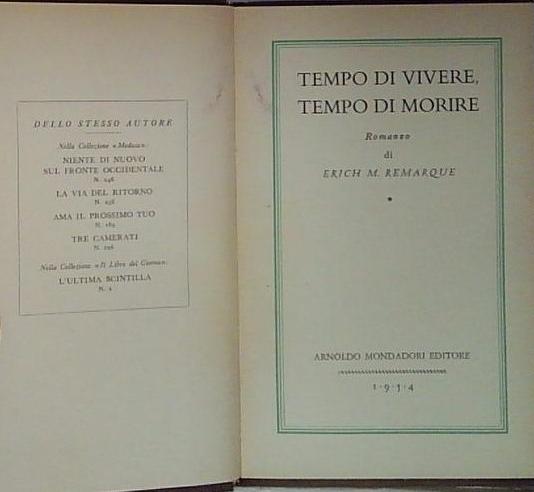 DELLO STESSO AUTORE
Nella Collezione «Medusa»:
NIENTE DI NUOVO
SUL FRONTE OCCIDENTALE
LA VIA DEL RITORNO
AMA IL PROSSIMO TUO
TRE CAMERATI
Nella Collezione «Il Libro del Giorno»:
L'ULTIMA SCINTILLA
TEMPO DI VIVERE,
TEMPO DI MORIRE
Romanzo
di
ERICH M. REMARQUE
ARNOLDO MONDADORI EDITORE
1·9·5·4